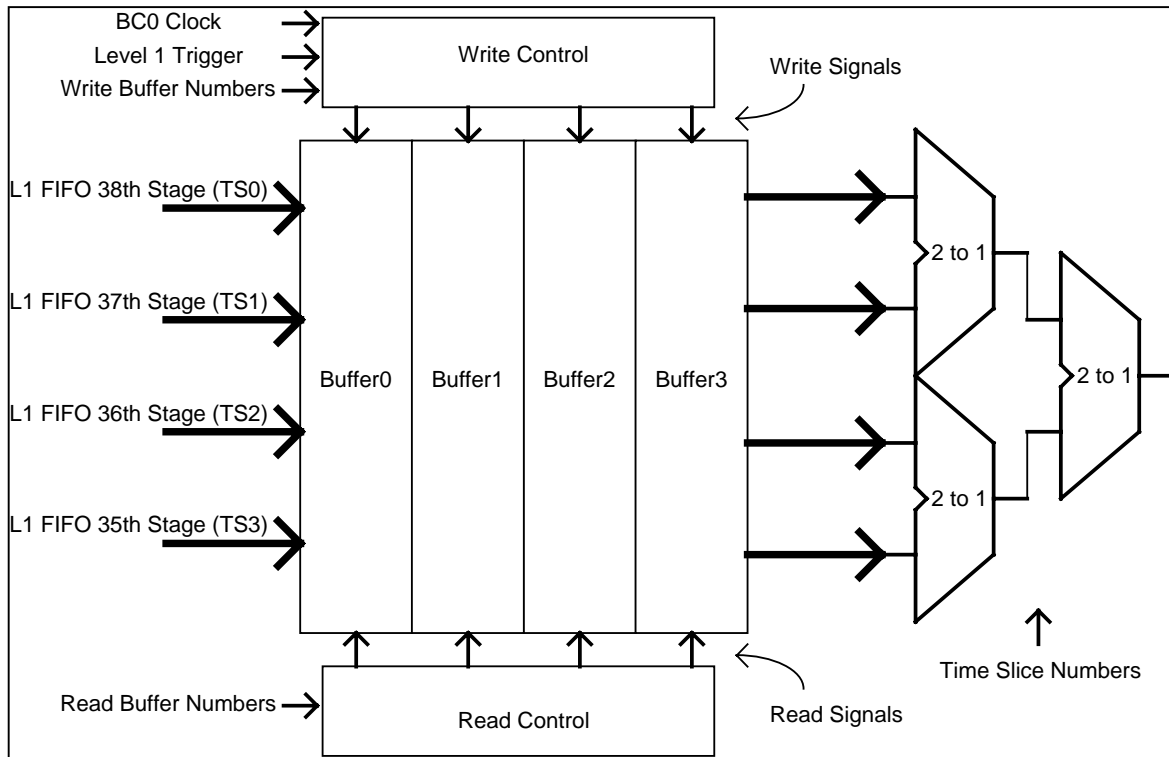 BC0 Clock
Level 1 Trigger
Write Buffer Numbers
Write Control
Write Signals
L1 FIFO 38th Stage (TS0)
L1 FIFO 37th Stage (TS1)
L1 FIFO 36th Stage (TS2)
L1 FIFO 35th Stage (TS3)
Buffer0
Buffer1
Buffer2
Buffer3
2 to 1
2 to 1
2 to 1
Time Slice Numbers
Read Buffer Numbers
Read Control
Read Signals